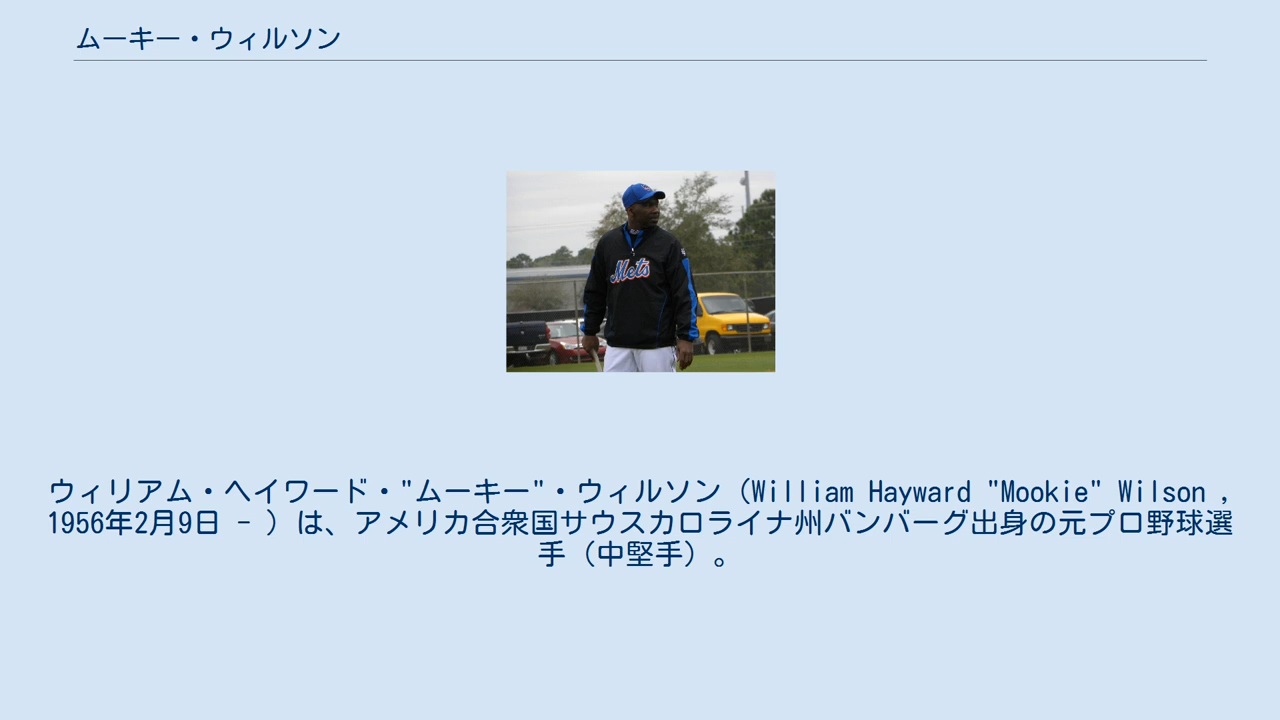 ムーキー・ウィルソン
Mets
ウィリアム・ヘイワード・"ムーキー"・ウィルソン（William Hayward "Mookie" Wilson ,
1956年2月9日 - ）は、アメリカ合衆国サウスカロライナ州バンバーグ出身の元プロ野球選
手（中堅手）。